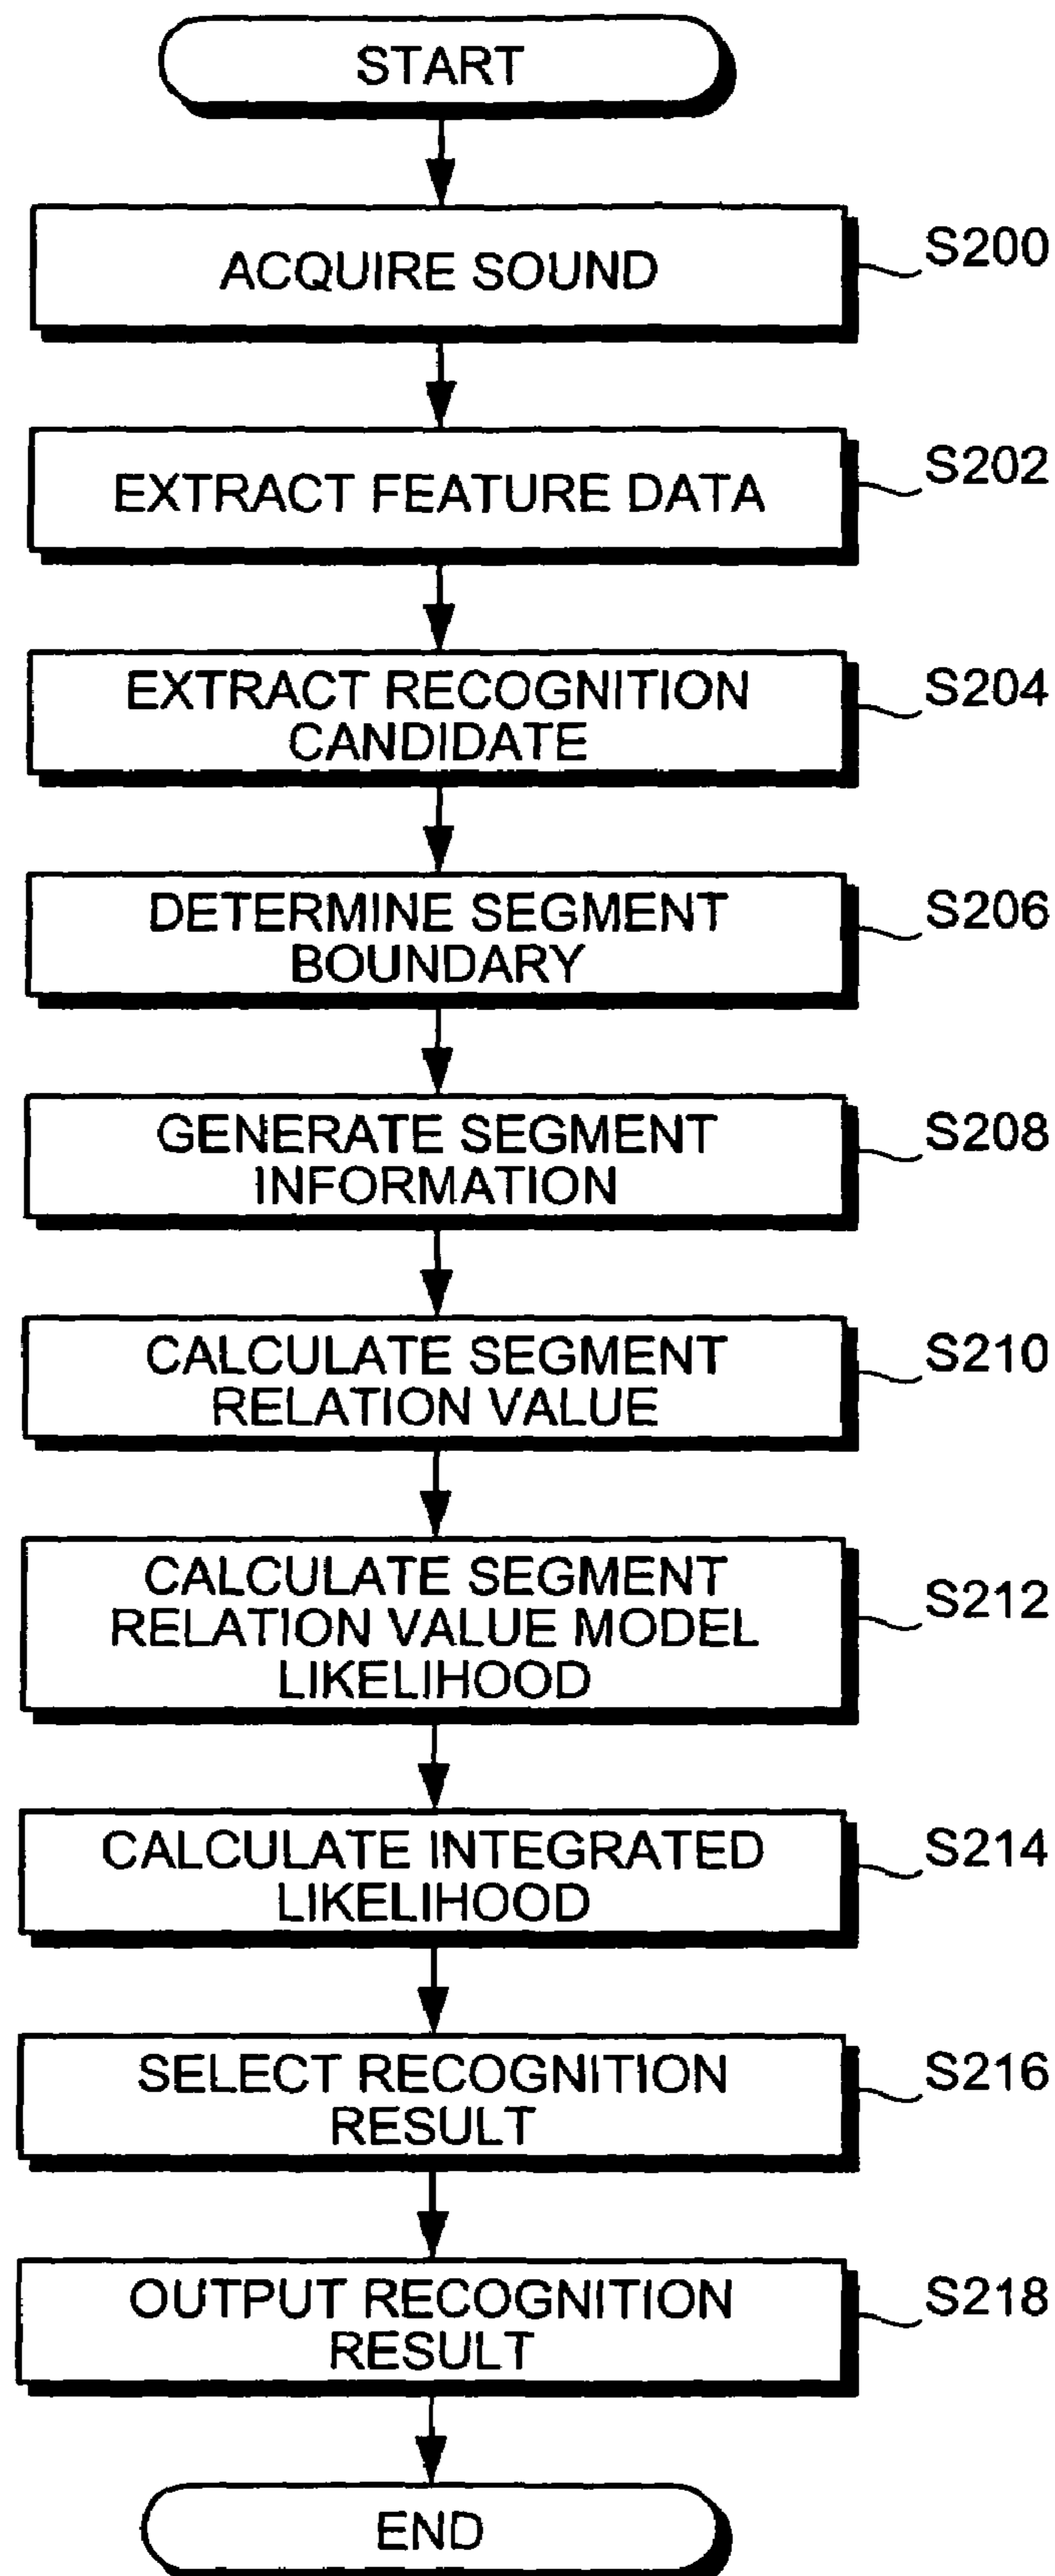 START
ACQUIRE SOUND
S200
EXTRACT FEATURE DATA
S202
EXTRACT RECOGNITION
CANDIDATE
S204
DETERMINE SEGMENT
BOUNDARY
S206
GENERATE SEGMENT
INFORMATION
S208
CALCULATE SEGMENT
RELATION VALUE
S210
CALCULATE SEGMENT
RELATION VALUE MODEL
LIKELIHOOD
S212
CALCULATE INTEGRATED
LIKELIHOOD
S214
SELECT RECOGNITION
RESULT
S216
OUTPUT RECOGNITION
RESULT
S218
END